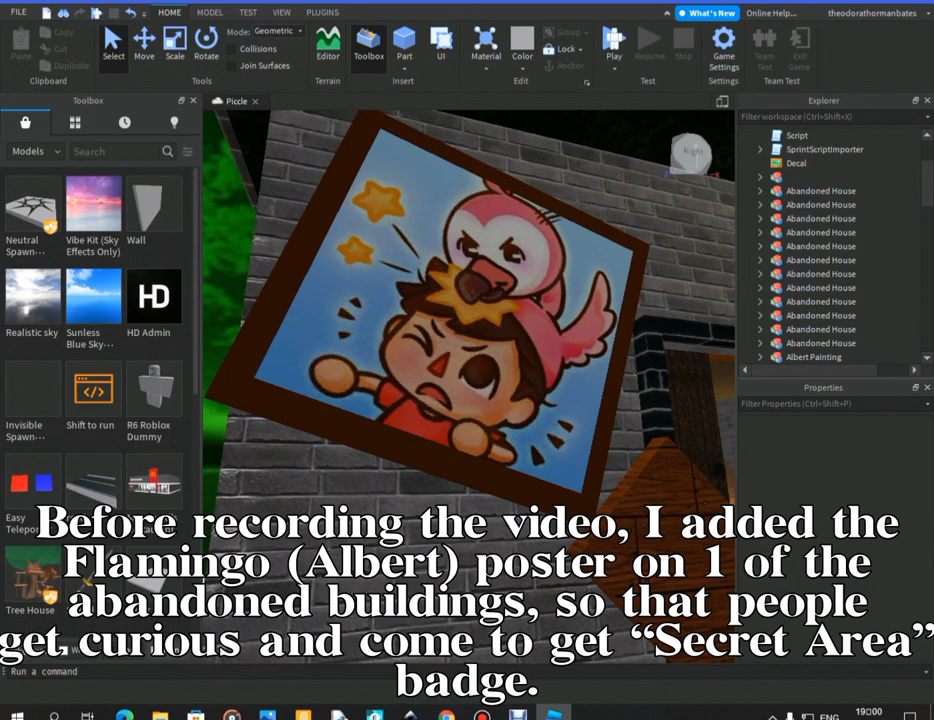 FILE HOME MODEL TEST VIEW PLUGINS What's New Online Help... theodorathormanbates
Paste Copy Cut Duplicate Select Move Scale Rotate Mode: Geometric Collisions Join Surfaces Editor Toolbox Part UI Material Color Group Lock Anchor Play Resume Stop Game Settings Team Test Exit Game
Clipboard Tools Terrain Insert Edit Test Settings Team Test
Toolbox
Piccle
Explorer
Filter workspace (Ctrl+Shift+X)
Models Search
Right
Script
SprintScriptImporter
Decal
Abandoned House
Abandoned House
Abandoned House
Abandoned House
Abandoned House
Abandoned House
Abandoned House
Abandoned House
Abandoned House
Abandoned House
Abandoned House
Abandoned House
Albert Painting
Properties
Filter Properties (Ctrl+Shift+P)
Neutral Spawn···
Vibe Kit (Sky Effects Only)
Wall
HD
Realistic sky
Sunless Blue Sky···
HD Admin
Invisible Spawn···
Shift to run
R6 Roblox Dummy
Easy
Telepor
Tree House
Before recording the video, I added the
Flamingo (Albert) poster on 1 of the
abandoned buildings, so that people
get curious and come to get “Secret Area”
badge.
Run a command
ENG
19:00